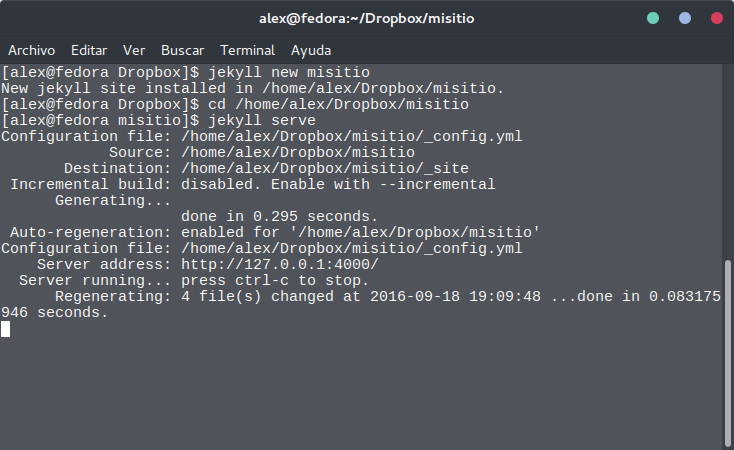 alex@fedora:~/Dropbox/misitio
Archivo Editar Ver Buscar Terminal Ayuda
[alex@fedora Dropbox]$ jekyll new misitio
New jekyll site installed in /home/alex/Dropbox/misitio.
[alex@fedora Dropbox]$ cd /home/alex/Dropbox/misitio
[alex@fedora misitio]$ jekyll serve
Configuration file: /home/alex/Dropbox/misitio/_config.yml
            Source: /home/alex/Dropbox/misitio
       Destination: /home/alex/Dropbox/misitio/_site
 Incremental build: disabled. Enable with --incremental
      Generating...
                    done in 0.295 seconds.
 Auto-regeneration: enabled for '/home/alex/Dropbox/misitio'
Configuration file: /home/alex/Dropbox/misitio/_config.yml
    Server address: http://127.0.0.1:4000/
  Server running... press ctrl-c to stop.
      Regenerating: 4 file(s) changed at 2016-09-18 19:09:48 ...done in 0.083175
946 seconds.